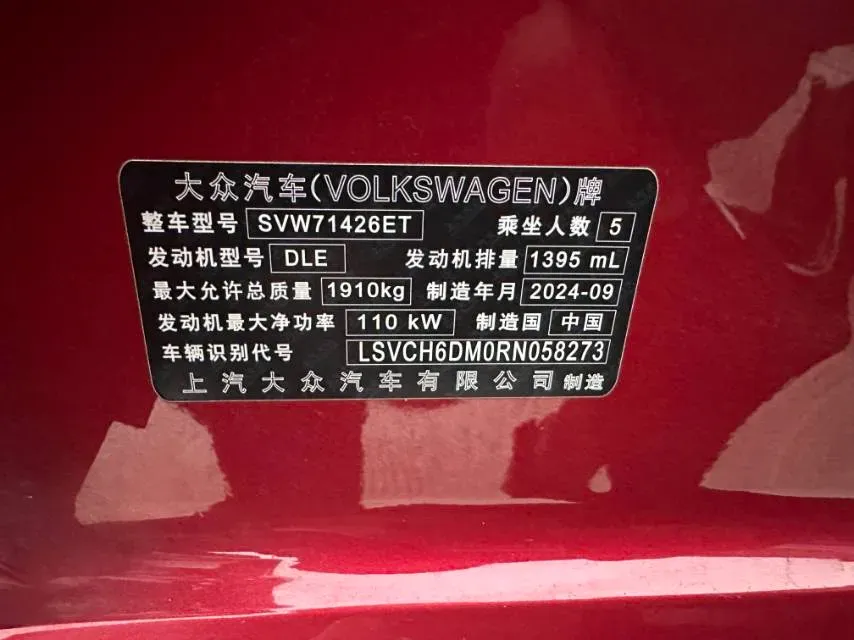 大众汽车(VOLKSWAGEN)牌
整车型号 SVW71426ET 乘坐人数 5
发动机型号 DLE 发动机排量 1395 mL
最大允许总质量 1910kg 制造年月 2024-09
发动机最大净功率 110 kW 制造国 中国
车辆识别代号 LSVCH6DM0RN058273
上汽大众汽车有限公司 制造